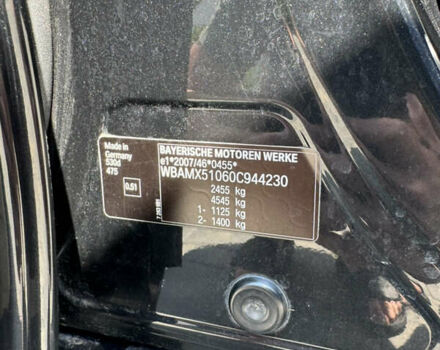 Made in
Germany
530d
475
0.51
BAYERISCHE MOTOREN WERKE
e1*2007/46*0455*
WBAMX51060C944230
2455 kg
4545 kg
1- 1125 kg
2- 1400 kg